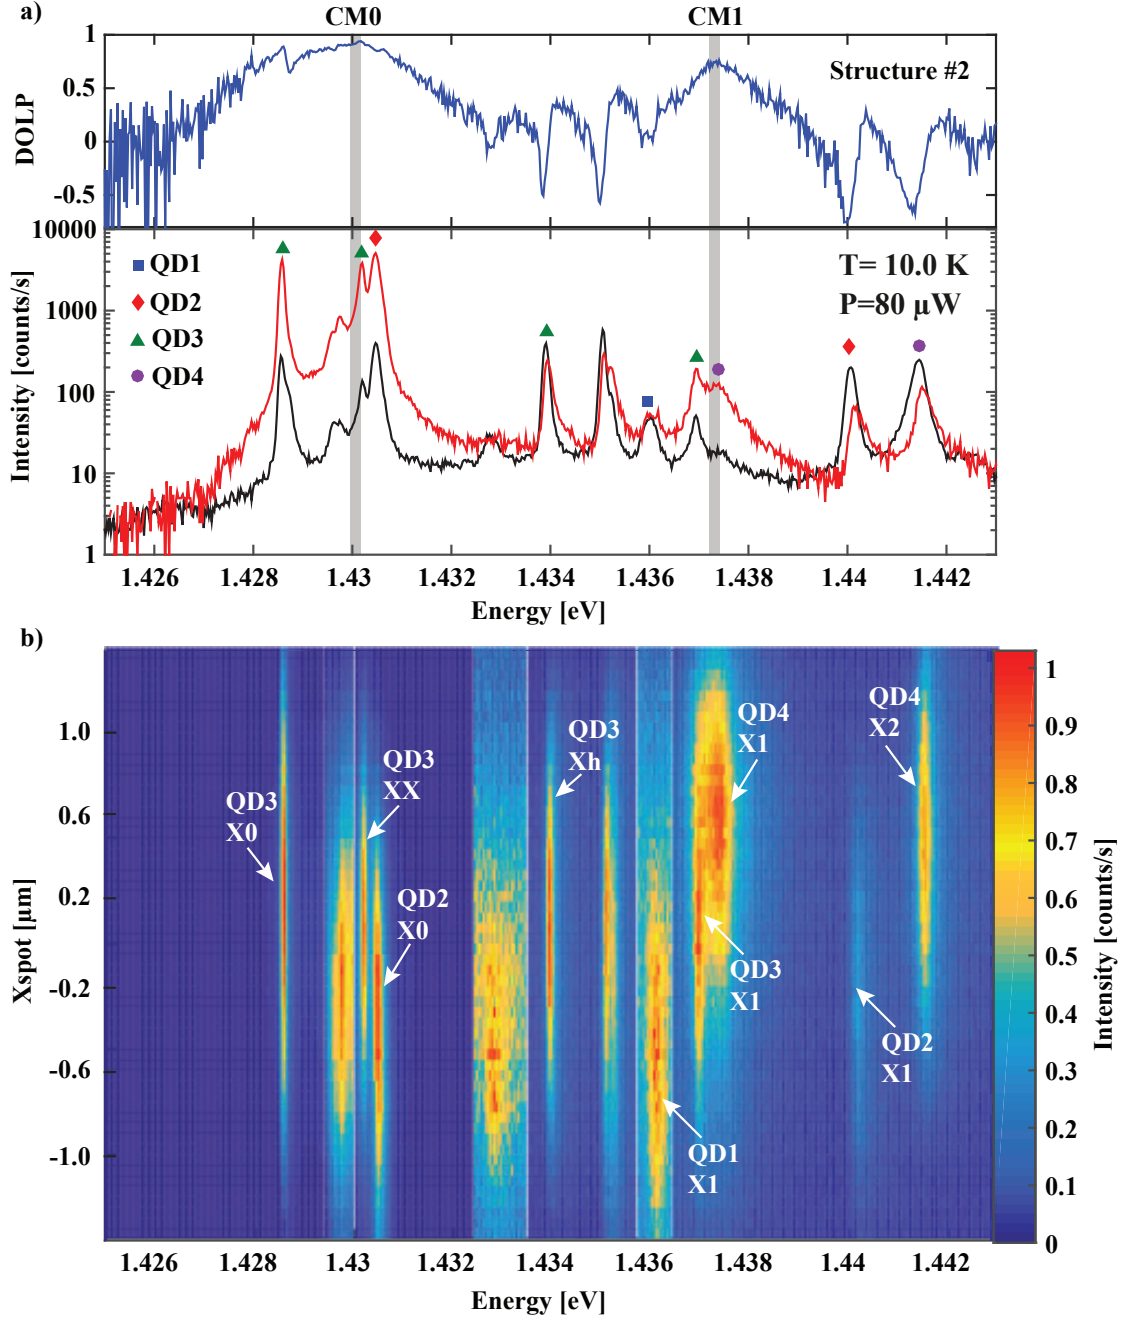 a)
CM0 CM1
1
0.5
0
-0.5
DOLP
Structure #2
10000
1000
100
10
1
Intensity [counts/s]
QD1
QD2
QD3
QD4
T= 10.0 K
P=80 µW
1.426 1.428 1.43 1.432 1.434 1.436 1.438 1.44 1.442
Energy [eV]
b)
1.0
0.6
0.2
-0.2
-0.6
-1.0
Xspot [µm]
QD3
X0
QD3
XX
QD2
X0
QD3
Xh
QD4
X1
QD4
X2
QD3
X1
QD2
X1
QD1
X1
1
0.9
0.8
0.7
0.6
0.5
0.4
0.3
0.2
0.1
0
Intensity [counts/s]
1.426 1.428 1.43 1.432 1.434 1.436 1.438 1.44 1.442
Energy [eV]